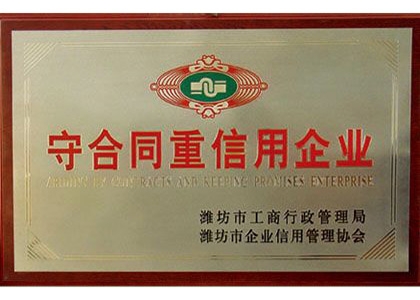 守合同重信用企业
ABIDING BY CONTRACTS AND KEEPING PROMISES ENTERPRISE
潍坊市工商行政管理局
潍坊市企业信用管理协会